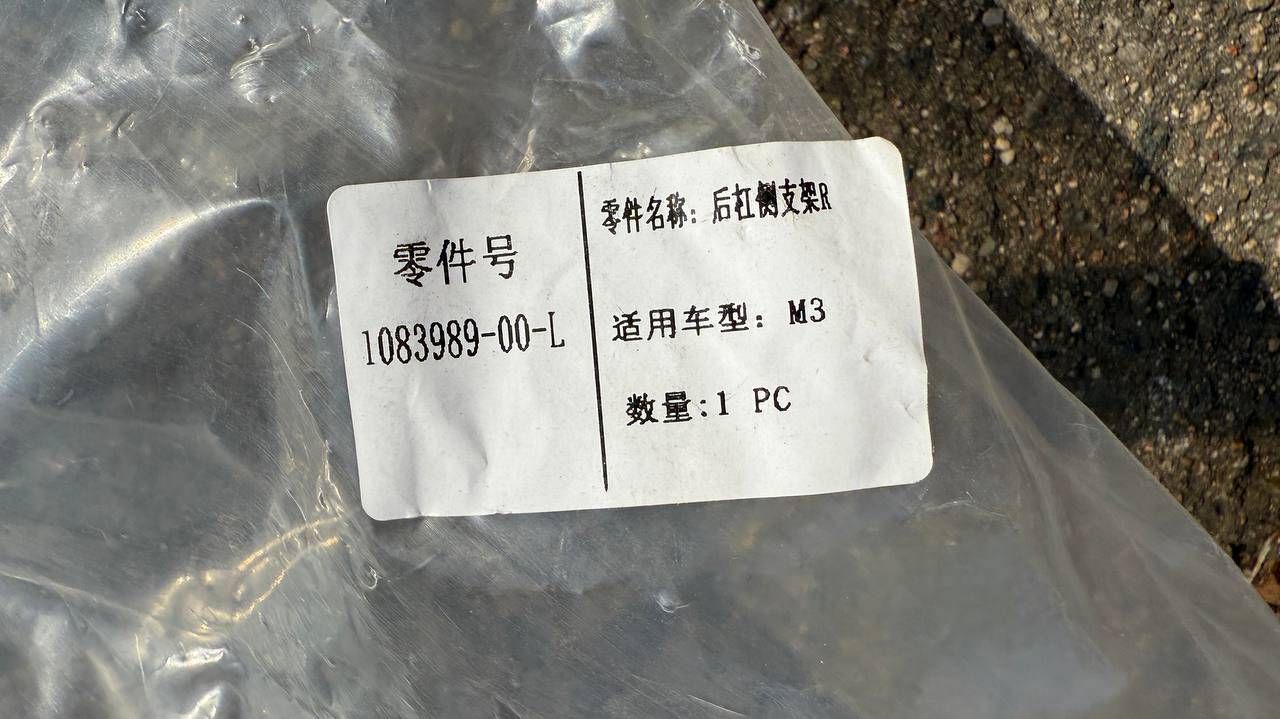 零件号
1083989-00-L
零件名称：后杠侧支架R
适用车型：M3
数量:1 PC